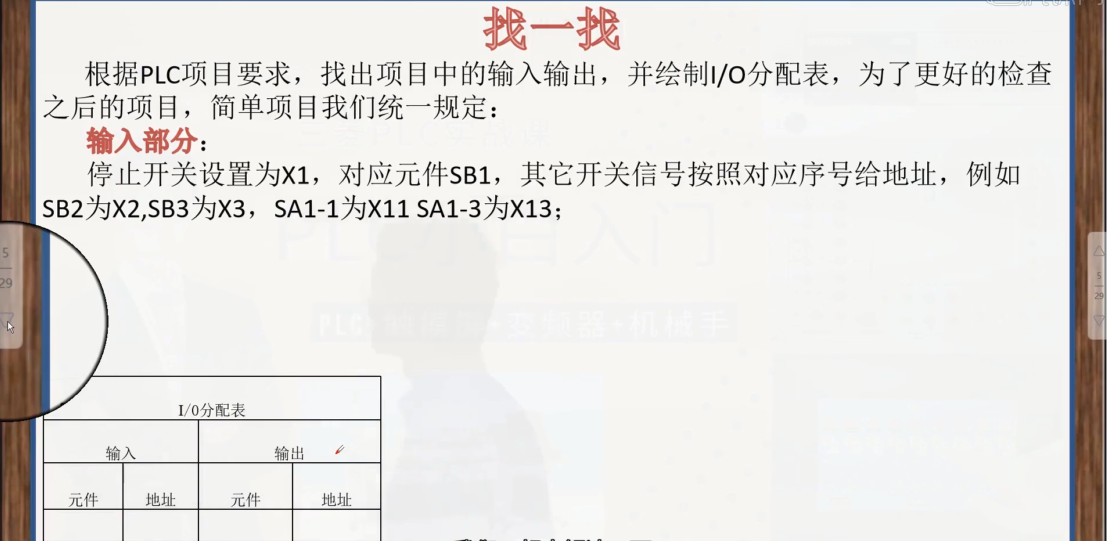 找一找
根据PLC项目要求，找出项目中的输入输出，并绘制I/O分配表，为了更好的检查
之后的项目，简单项目我们统一规定：
输入部分：
停止开关设置为X1，对应元件SB1，其它开关信号按照对应序号给地址，例如
SB2为X2,SB3为X3，SA1-1为X11 SA1-3为X13；
PLC小白入门
5
29
5
29
I/O分配表
输入 输出
元件 地址 元件 地址